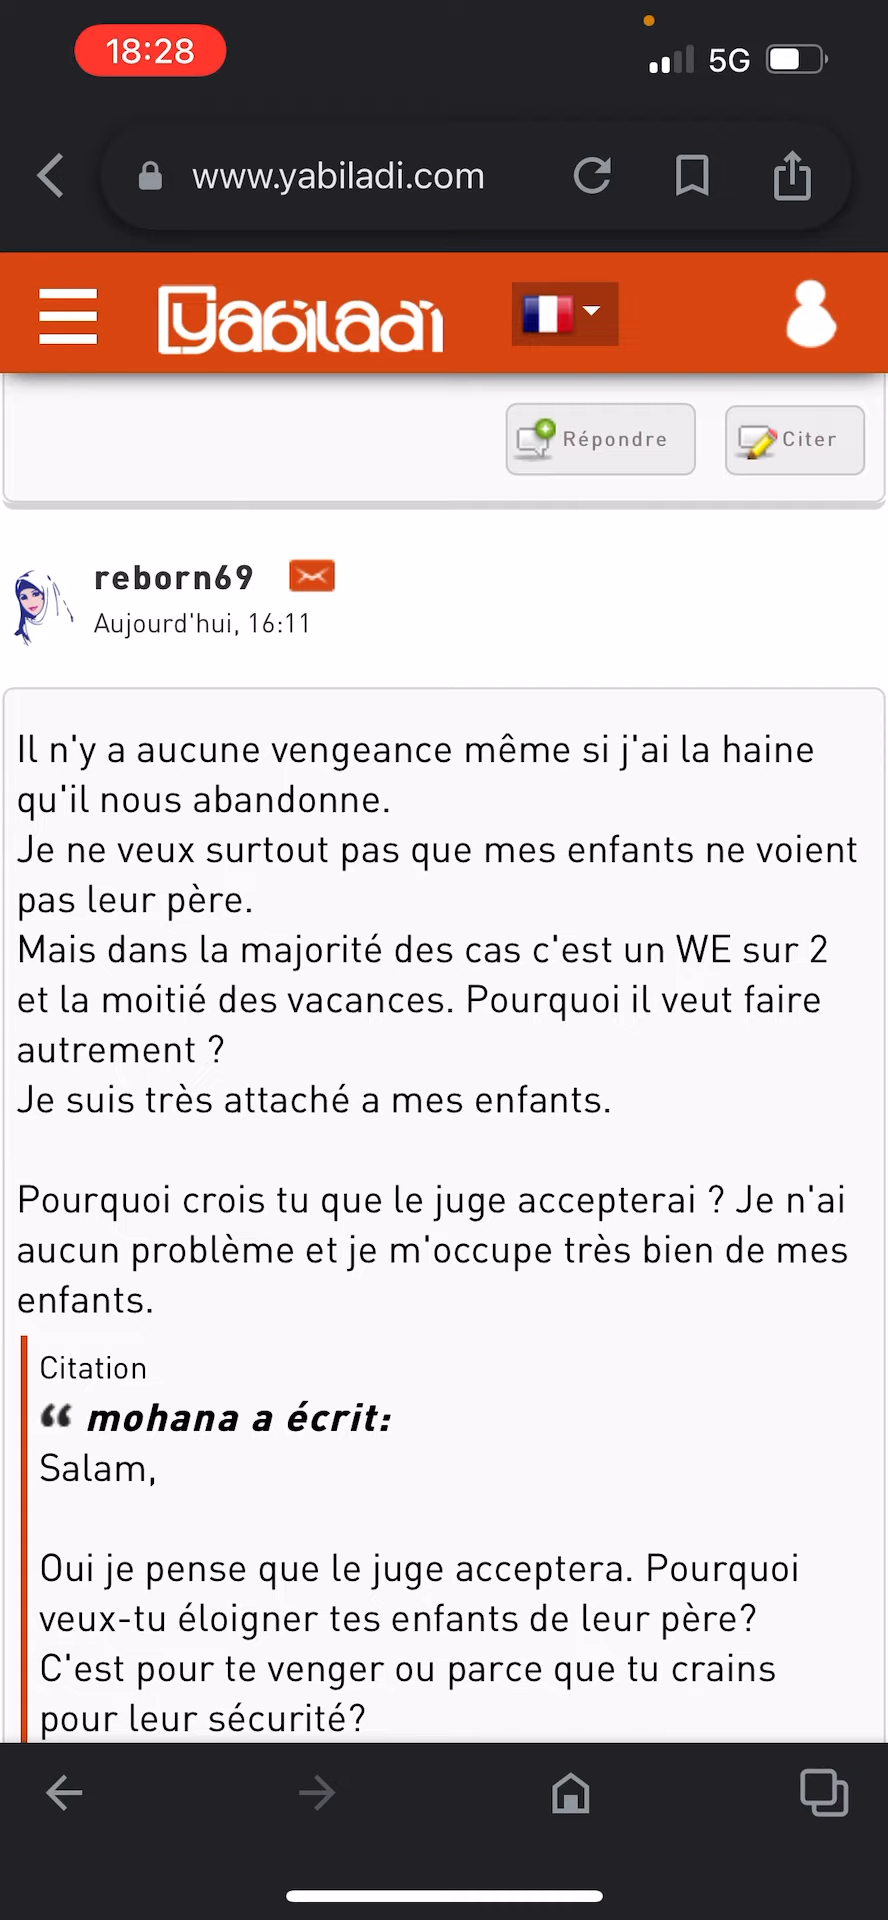 18:28
5G
www.yabiladi.com
yabiladi
Répondre
Citer
reborn69
Aujourd'hui, 16:11
Il n'y a aucune vengeance même si j'ai la haine
qu'il nous abandonne.
Je ne veux surtout pas que mes enfants ne voient
pas leur père.
Mais dans la majorité des cas c'est un WE sur 2
et la moitié des vacances. Pourquoi il veut faire
autrement ?
Je suis très attaché a mes enfants.
Pourquoi crois tu que le juge accepterai ? Je n'ai
aucun problème et je m'occupe très bien de mes
enfants.
Citation
“ mohana a écrit:
Salam,
Oui je pense que le juge acceptera. Pourquoi
veux-tu éloigner tes enfants de leur père?
C'est pour te venger ou parce que tu crains
pour leur sécurité?